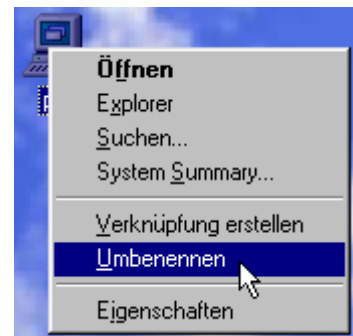 Öffnen
Explorer
Suchen...
System Summary...
Verknüpfung erstellen
Umbenennen
Eigenschaften